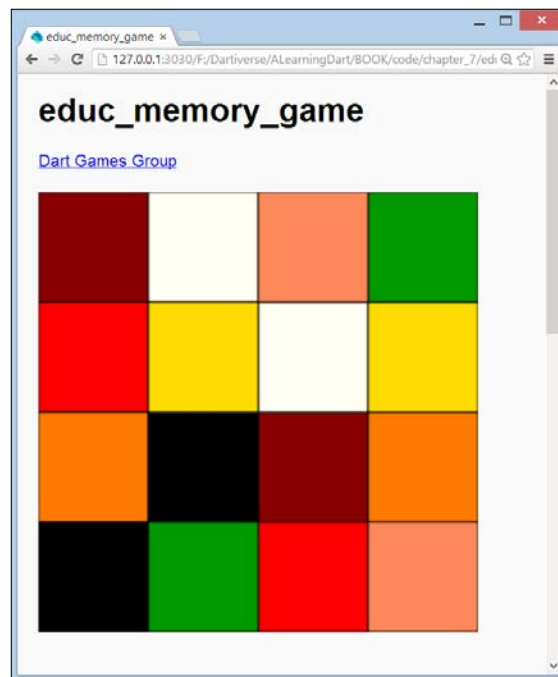 educ_memory_game
127.0.0.1:3030/F:/Dartiverse/ALearningDart/BOOK/code/chapter_7/edu
educ_memory_game
Dart Games Group